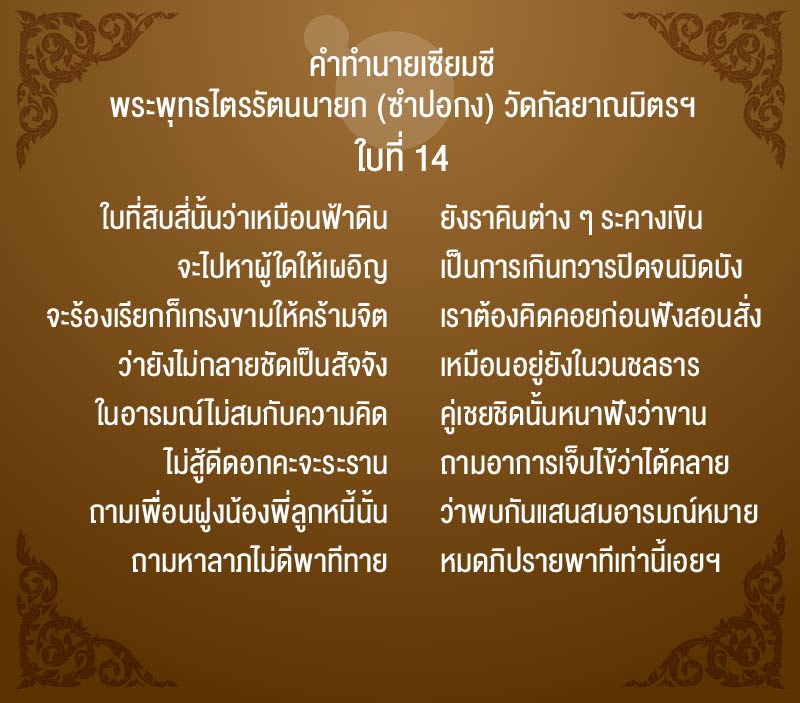 คำทำนายเซียมซี
พระพุทธไตรรัตนนายก (ซำปอกง) วัดกัลยาณมิตรฯ
ใบที่ 14
ใบที่สิบสี่นั้นว่าเหมือนฟ้าดิน ยังราคินต่าง ๆ ระคางเขิน
จะไปหาผู้ใดให้เผอิญ เป็นการเกินทวารปิดจนมิดบัง
จะร้องเรียกก็เกรงขามให้คร้ามจิต เราต้องคิดคอยก่อนฟังสอนสั่ง
ว่ายังไม่กลายชัดเป็นสัจจัง เหมือนอยู่ยังในวนชลธาร
ในอารมณ์ไม่สมกับความคิด คู่เชยชิดนั้นหนาฟังว่าขาน
ไม่สู้ดีดอกคะจะระราน ถามอาการเจ็บไข้ว่าได้คลาย
ถามเพื่อนฝูงน้องพี่ลูกหนี้นั้น ว่าพบกันแสนสมอารมณ์หมาย
ถามหาลาภไม่ดีพาทีทาย หมดภิปรายพาทีเท่านี้เอยฯ